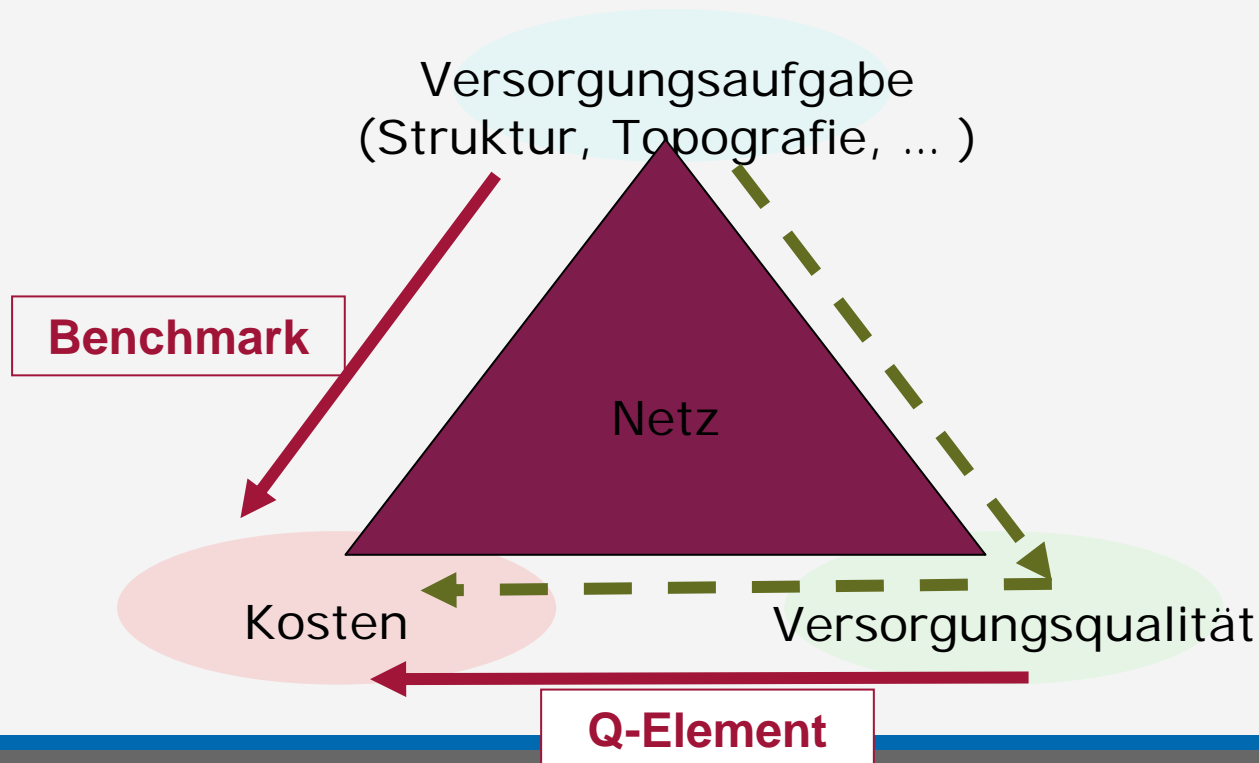 Versorgungsaufgabe
(Struktur, Topografie, ... )
Benchmark
Netz
Kosten
Versorgungsqualität
Q-Element